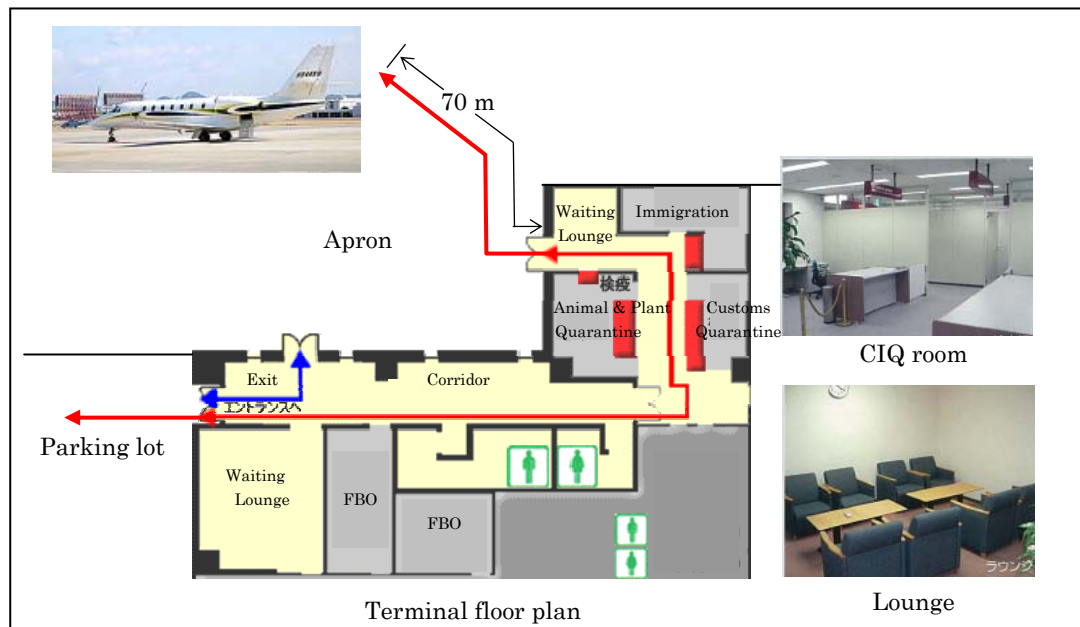 70 m
Waiting
Lounge
Immigration
Apron
検疫
Animal & Plant
Quarantine
Customs
Quarantine
CIQ room
Exit
Corridor
エントランスへ
Parking lot
Waiting
Lounge
FBO
FBO
ラウンジ
Terminal floor plan
Lounge